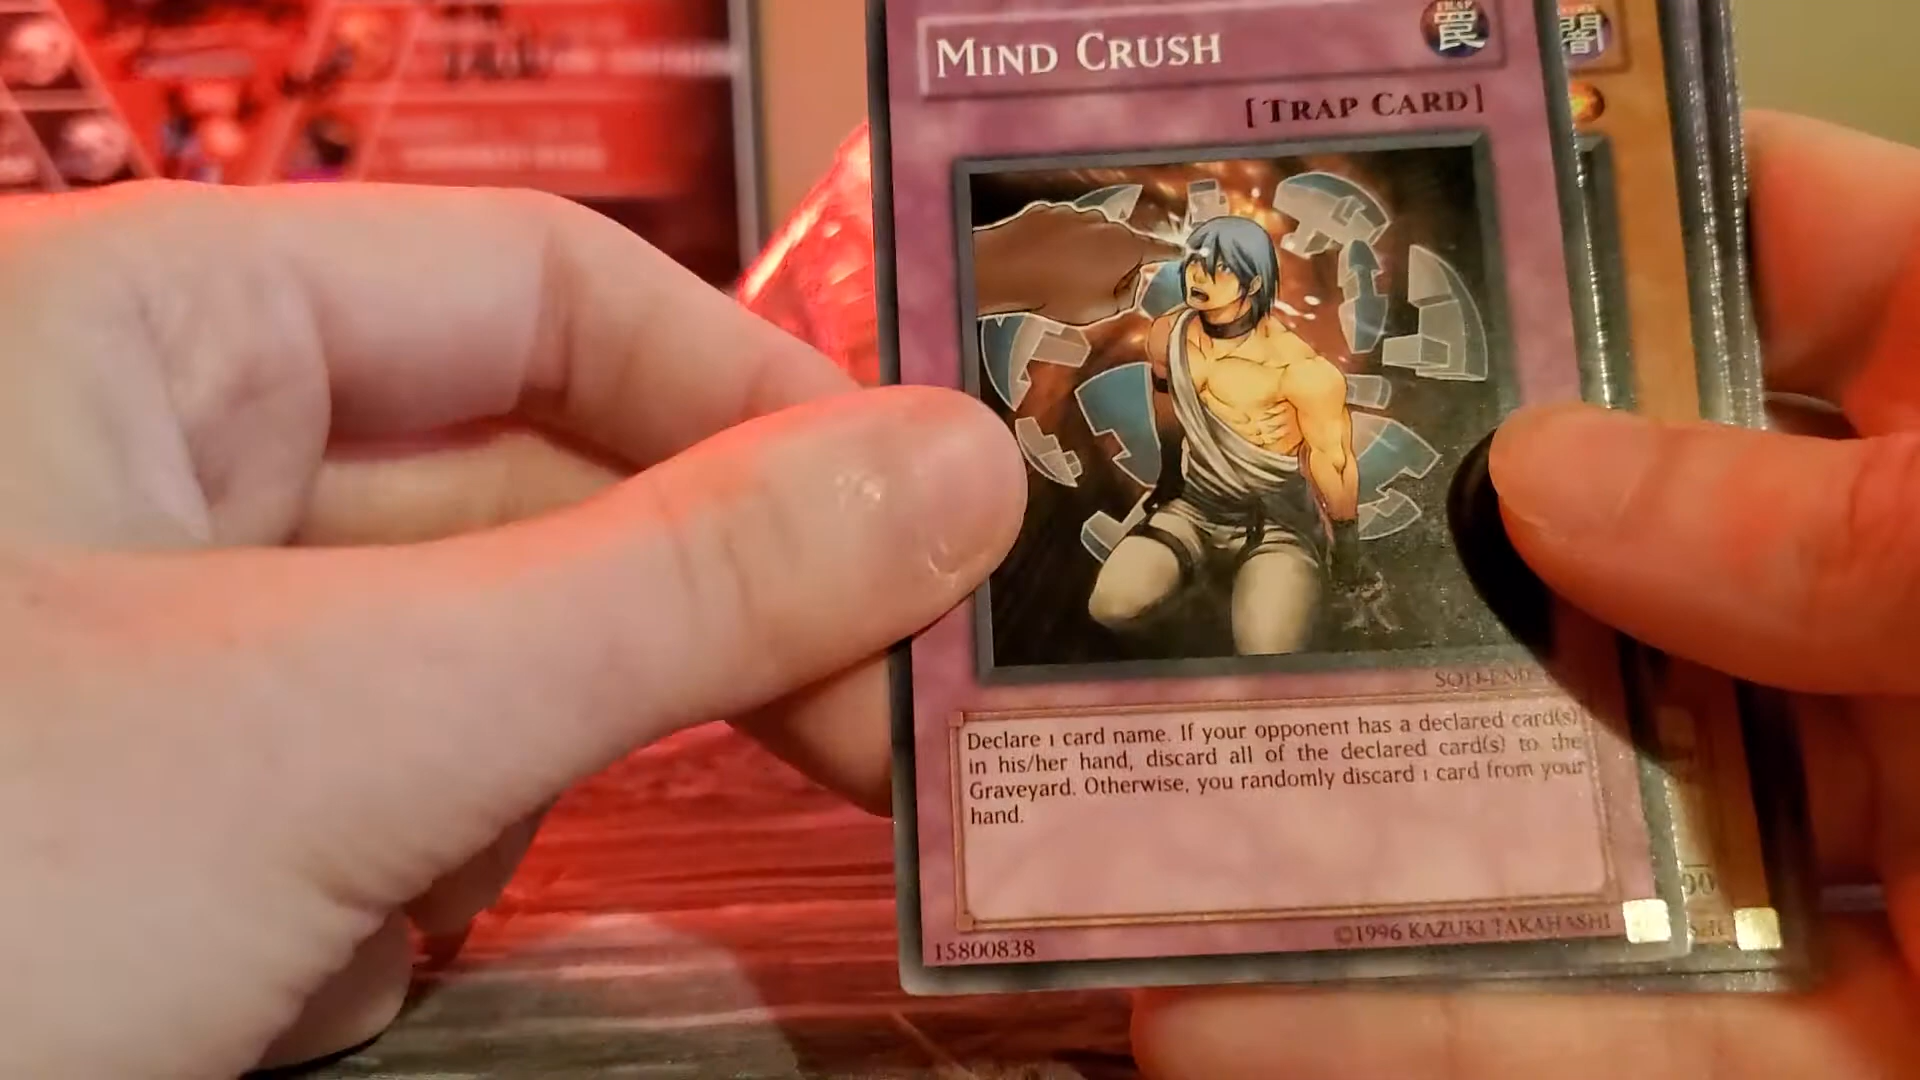 MIND CRUSH
TRAP
罠
[TRAP CARD]
闇
Declare 1 card name. If your opponent has a declared card(s)
in his/her hand, discard all of the declared card(s) to the
Graveyard. Otherwise, you randomly discard 1 card from your
hand.
©1996 KAZUKI TAKAHASHI
15800838